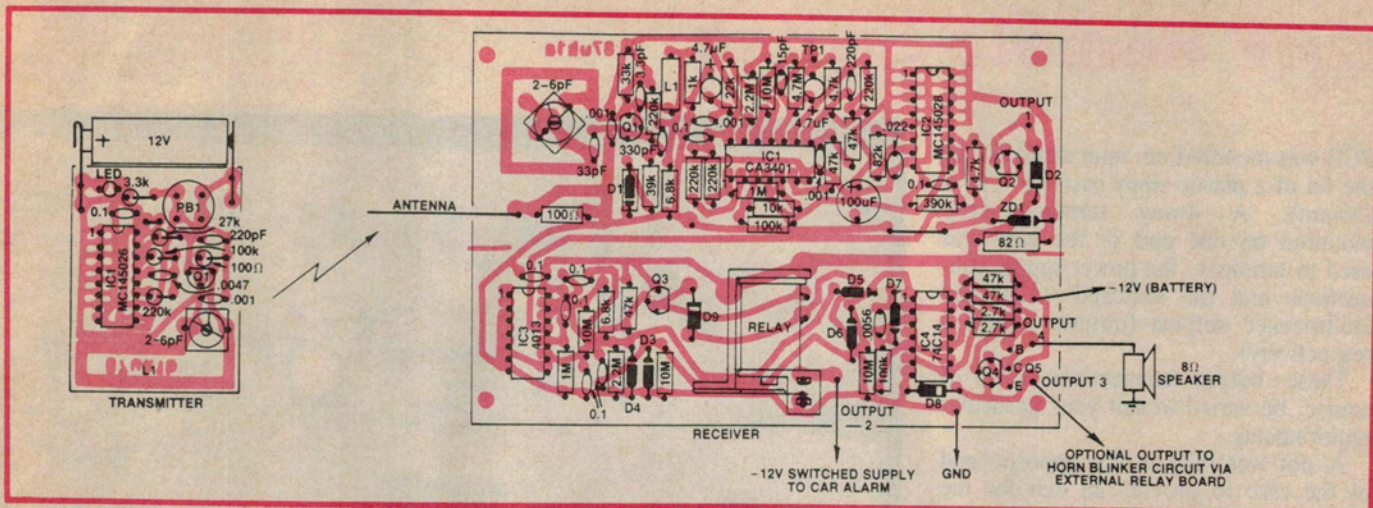 12V
+
LED
3.3k
0.1
PB1
27k
220pF
100k
100Ω
.0047
.001
1
IC1
MC145026
Q1
220k
2-6pF
L1
TRANSMITTER
ANTENNA
87uk1a
2-6pF
33k
3.3pF
4.7µF
+
L1
1k
22k
2.2M
10M
15pF
4.7M
TP1
4.7k
220pF
220k
.001
Q1
220k
0.1
.001
4.7µF
330pF
33pF
D1
39k
6.8k
220k
220k
IC1
CA3401
1M
10k
100k
47k
.001
47k
82k
.022
100uF
1
IC2
MC145028
0.1
390k
4.7k
OUTPUT
1
Q2
D2
ZD1
82Ω
100Ω
0.1
0.1
1
IC3
4013
10M
6.8k
47k
Q3
D9
RELAY
D5
D7
D6
.0056
1
IC4
74C14
47k
47k
2.7k
2.7k
-12V (BATTERY)
OUTPUT
4
B
C Q5
E
Q4
OUTPUT 3
8Ω
SPEAKER
1M
2.2M
D3
10M
0.1
D4
10M
100k
D8
OUTPUT
2
RECEIVER
-12V SWITCHED SUPPLY
TO CAR ALARM
GND
OPTIONAL OUTPUT TO
HORN BLINKER CIRCUIT VIA
EXTERNAL RELAY BOARD